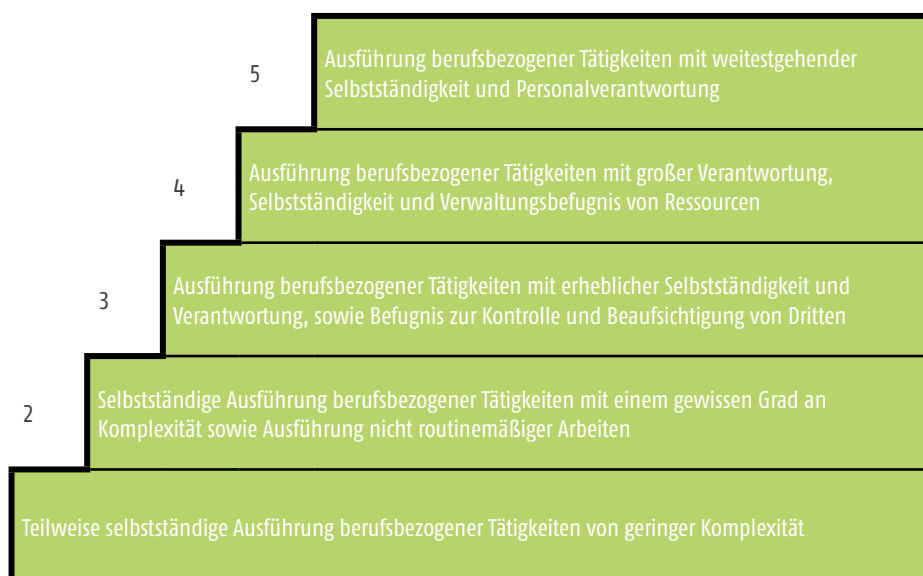 5
Ausführung berufsbezogener Tätigkeiten mit weitestgehender
Selbstständigkeit und Personalverantwortung
4
Ausführung berufsbezogener Tätigkeiten mit großer Verantwortung,
Selbstständigkeit und Verwaltungsbefugnis von Ressourcen
3
Ausführung berufsbezogener Tätigkeiten mit erheblicher Selbstständigkeit und
Verantwortung, sowie Befugnis zur Kontrolle und Beaufsichtigung von Dritten
2
Selbstständige Ausführung berufsbezogener Tätigkeiten mit einem gewissen Grad an
Komplexität sowie Ausführung nicht routinemäßiger Arbeiten
Teilweise selbstständige Ausführung berufsbezogener Tätigkeiten von geringer Komplexität